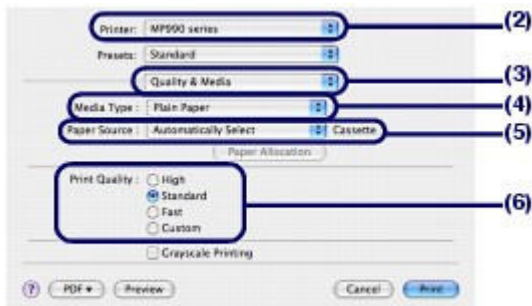 Printer: MP990 series (2)
Presets: Standard
Quality & Media (3)
Media Type : Plain Paper (4)
Paper Source : Automatically Select Cassette (5)
Paper Allocation
Print Quality : High
Standard
Fast (6)
Custom
Grayscale Printing
? PDF Preview Cancel Print